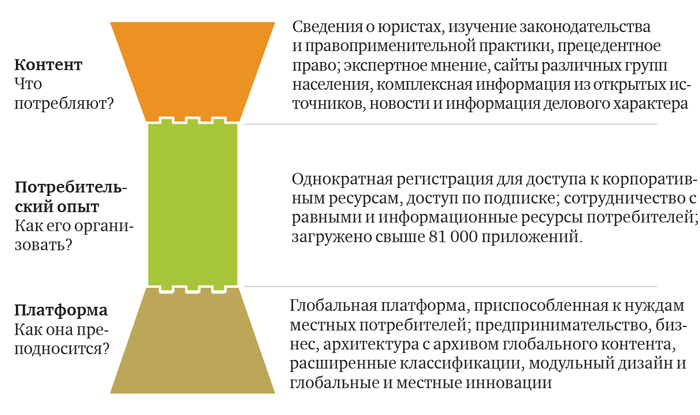 Контент
Что
потребляют?
Сведения о юристах, изучение законодательства
и правоприменительной практики, прецедентное
право; экспертное мнение, сайты различных групп
населения, комплексная информация из открытых ис-
точников, новости и информация делового характера
Потребитель-
ский опыт
Как его органи-
зовать?
Однократная регистрация для доступа к корпоратив-
ным ресурсам, доступ по подписке; сотрудничество с
равными и информационные ресурсы потребителей;
загружено свыше 81 000 приложений.
Платформа
Как она пре-
подносится?
Глобальная платформа, приспособленная к нуждам
местных потребителей; предпринимательство, биз-
нес, архитектура с архивом глобального контента,
расширенные классификации, модульный дизайн и
глобальные и местные инновации